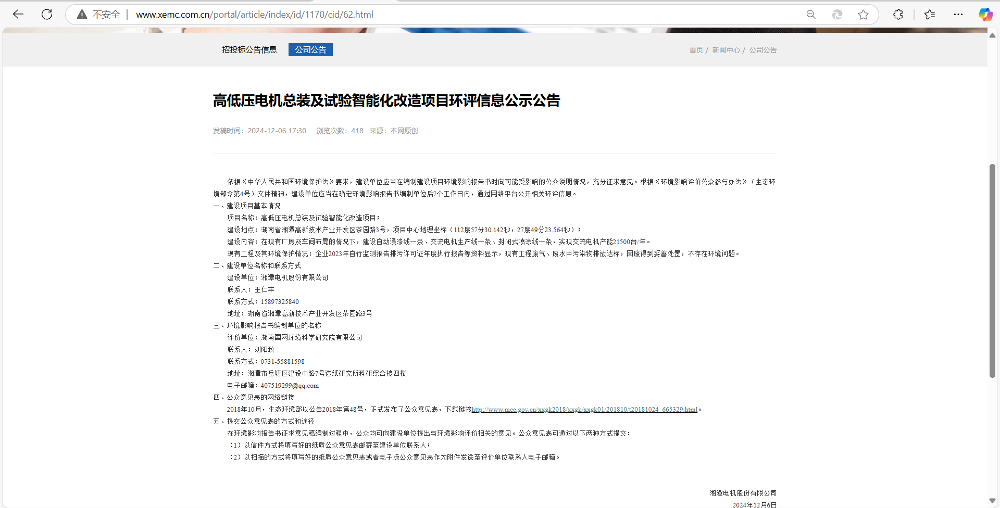 不安全 www.xemc.com.cn/portal/article/index/id/1170/cid/62.html
招投标公告信息 公司公告 首页 / 新闻中心 / 公司公告
高低压电机总装及试验智能化改造项目环评信息公示公告
发稿时间：2024-12-06 17:30 浏览次数：418 来源：本网原创
依据《中华人民共和国环境保护法》要求，建设单位应当在编制建设项目环境影响报告书时向可能受影响的公众说明情况，充分征求意见。根据《环境影响评价公众参与办法》（生态环
境部令第4号）文件精神，建设单位应当在确定环境影响报告书编制单位后7个工作日内，通过网络平台公开相关环评信息。
一、建设项目基本情况
项目名称：高低压电机总装及试验智能化改造项目；
建设地点：湖南省湘潭高新技术产业开发区茶园路3号，项目中心地理坐标（112度57分30.142秒，27度49分23.564秒）；
建设内容：在现有厂房及车间布局的情况下，建设自动浸漆线一条、交流电机生产线一条、封闭式喷涂线一条，实现交流电机产能21500台/年。
现有工程及其环境保护情况：企业2023年自行监测报告排污许可证年度执行报告等资料显示，现有工程废气、废水中污染物排放达标，固废得到妥善处置，不存在环境问题。
二、建设单位名称和联系方式
建设单位：湘潭电机股份有限公司
联系人：王仁丰
联系方式：15897325840
地址：湖南省湘潭高新技术产业开发区茶园路3号
三、环境影响报告书编制单位的名称
评价单位：湖南国网环境科学研究院有限公司
联系人：刘阳致
联系方式：0731-55881598
地址：湘潭市岳塘区建设中路7号造纸研究所科研综合楼四楼
电子邮箱：407519299@qq.com
四、公众意见表的网络链接
2018年10月，生态环境部以公告2018年第48号，正式发布了公众意见表，下载链接http://www.mee.gov.cn/xxgk2018/xxgk/xxgk01/201810/t20181024_665329.html。
五、提交公众意见表的方式和途径
在环境影响报告书征求意见稿编制过程中，公众均可向建设单位提出与环境影响评价相关的意见。公众意见表可通过以下两种方式提交：
（1）以信件方式将填写好的纸质公众意见表邮寄至建设单位联系人；
（2）以扫描的方式将填写好的纸质公众意见表或者电子版公众意见表作为附件发送至评价单位联系人电子邮箱。
湘潭电机股份有限公司
2024年12月6日